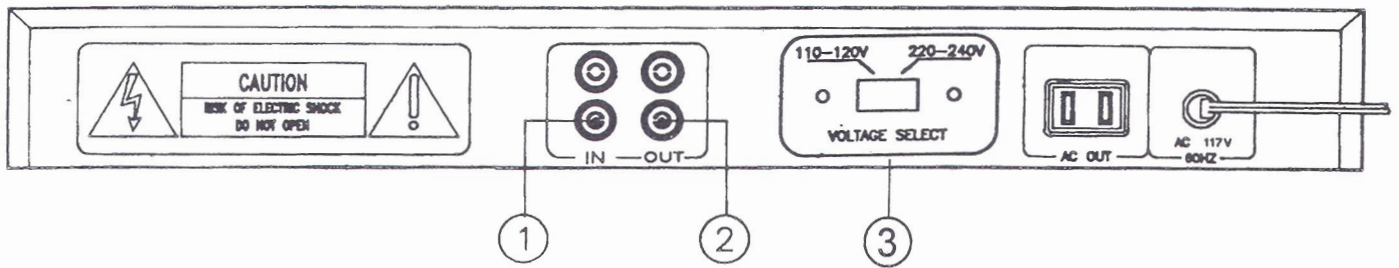 CAUTION
RISK OF ELECTRIC SHOCK
DO NOT OPEN
IN
OUT
110–120V
220–240V
VOLTAGE SELECT
AC OUT
AC 117V
60HZ
1
2
3